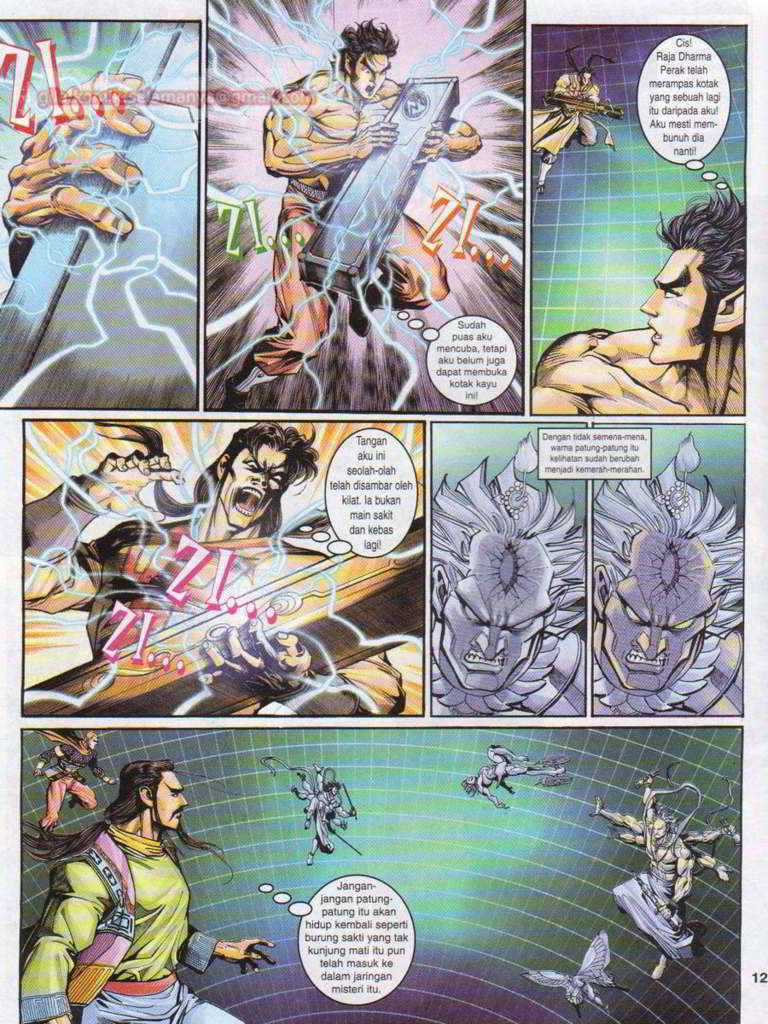 ZI...
Sudah
puas aku
mencuba, tetapi
aku belum juga
dapat membuka
kotak kayu
ini!
ZI...
ZI...
Cis!
Raja Dharma
Perak telah
merampas kotak
yang sebuah lagi
itu daripada aku!
Aku mesti mem-
bunuh dia
nanti!
Tangan
aku ini
seolah-olah
telah disambar oleh
kilat. Ia bukan
main sakit
dan kebas
lagi!
ZI...
ZI...
Dengan tidak semena-mena,
warna patung-patung itu
kelihatan sudah berubah
menjadi kemerah-merahan.
Jangan-
jangan patung-
patung itu akan
hidup kembali seperti
burung sakti yang tak
kunjung mati itu pun
telah masuk ke
dalam jaringan
misteri itu.
12